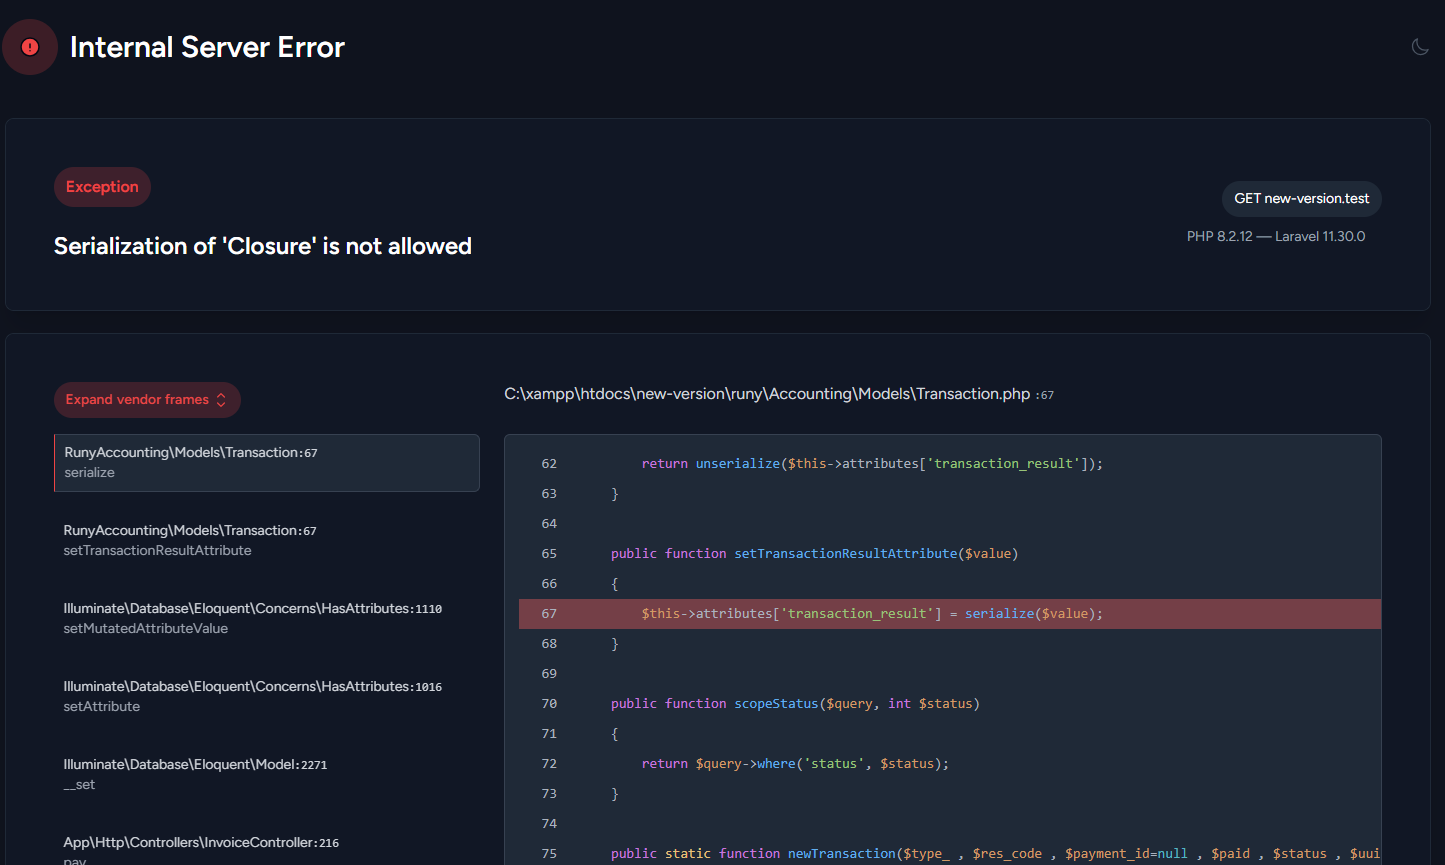 Internal Server Error
Exception
GET new-version.test
Serialization of 'Closure' is not allowed
PHP 8.2.12 — Laravel 11.30.0
Expand vendor frames
RunyAccounting\Models\Transaction:67
serialize
RunyAccounting\Models\Transaction:67
setTransactionResultAttribute
Illuminate\Database\Eloquent\Concerns\HasAttributes:1110
setMutatedAttributeValue
Illuminate\Database\Eloquent\Concerns\HasAttributes:1016
setAttribute
Illuminate\Database\Eloquent\Model:2271
__set
App\Http\Controllers\InvoiceController:216
pay
C:\xampp\htdocs\new-version\runy\Accounting\Models\Transaction.php :67
62 return unserialize($this->attributes['transaction_result']);
63 }
64
65 public function setTransactionResultAttribute($value)
66 {
67 $this->attributes['transaction_result'] = serialize($value);
68 }
69
70 public function scopeStatus($query, int $status)
71 {
72 return $query->where('status', $status);
73 }
74
75 public static function newTransaction($type_ , $res_code , $payment_id=null , $paid , $status , $uui